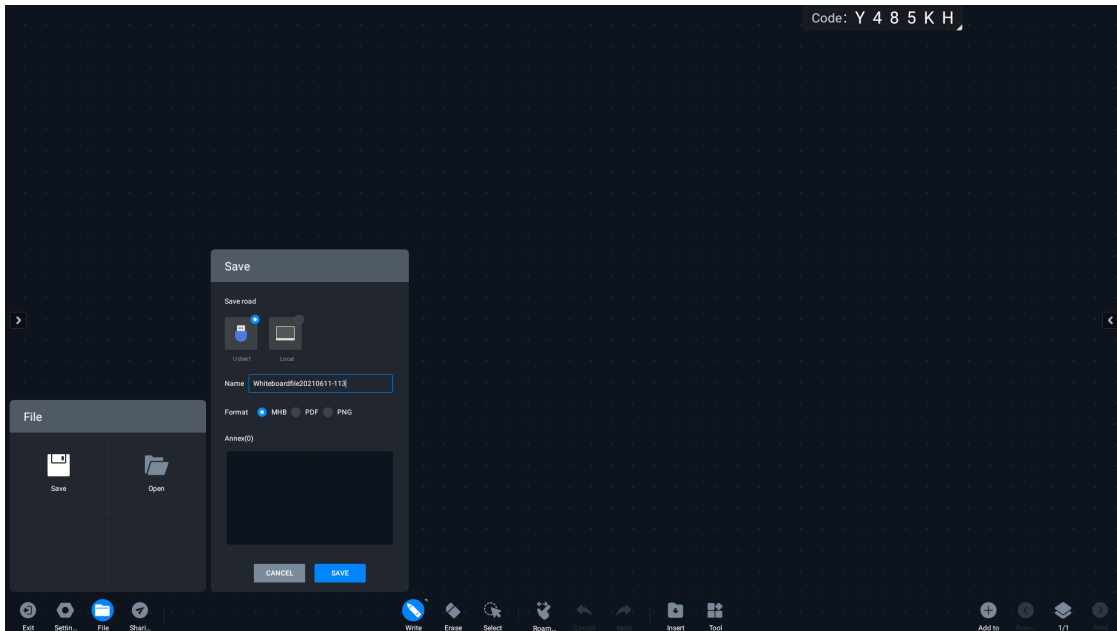 Code: Y 4 8 5 K H
Save
Save road
Udisk1
Local
Name
Whiteboardfile20210611-113
Format
MHB
PDF
PNG
Annex(0)
CANCEL
SAVE
File
Save
Open
Exit
Settin...
File
Shari...
Write
Erase
Select
Roam...
Cancel
Redo
Insert
Tool
Add to
Previ...
1/1
Next